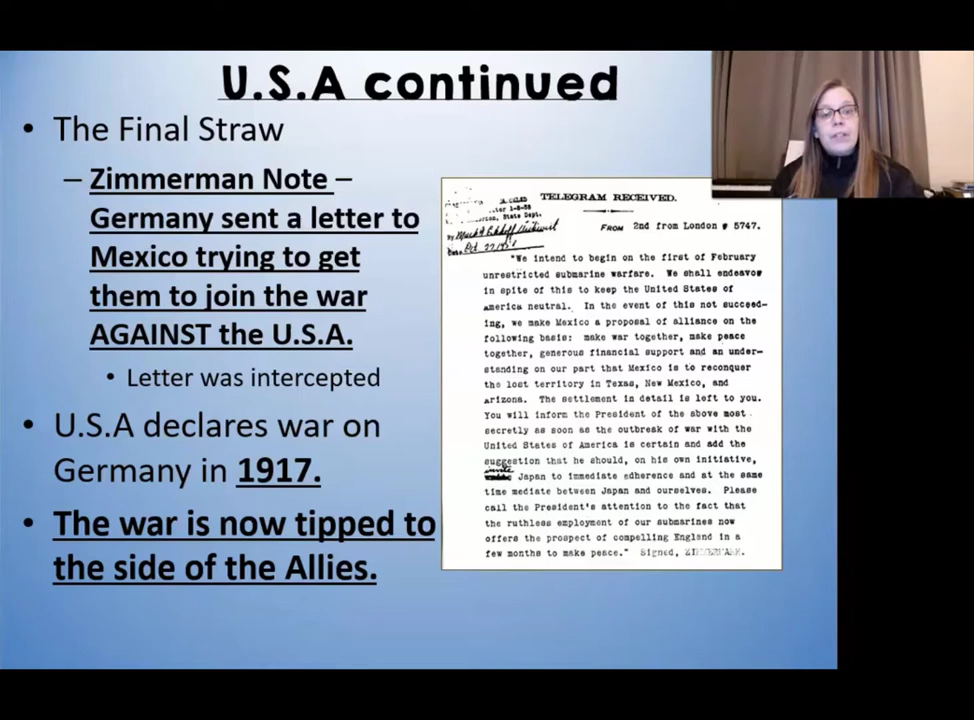 U.S.A continued
• The Final Straw
– Zimmerman Note –
Germany sent a letter to
Mexico trying to get
them to join the war
AGAINST the U.S.A.
• Letter was intercepted
• U.S.A declares war on
Germany in 1917.
• The war is now tipped to
the side of the Allies.
TELEGRAM RECEIVED.
State Dept.
FROM 2nd from London # 5747.
"We intend to begin on the first of February
unrestricted submarine warfare. We shall endeavor
in spite of this to keep the United States of
America neutral. In the event of this not succeed-
ing, we make Mexico a proposal of alliance on the
following basis: make war together, make peace
together, generous financial support and an under-
standing on our part that Mexico is to reconquer
the lost territory in Texas, New Mexico, and
Arizona. The settlement in detail is left to you.
You will inform the President of the above most
secretly as soon as the outbreak of war with the
United States of America is certain and add the
suggestion that he should, on his own initiative,
invite
Japan to immediate adherence and at the same
time mediate between Japan and ourselves. Please
call the President's attention to the fact that
the ruthless employment of our submarines now
offers the prospect of compelling England in a
few months to make peace." Signed, ZIMMERMANN.